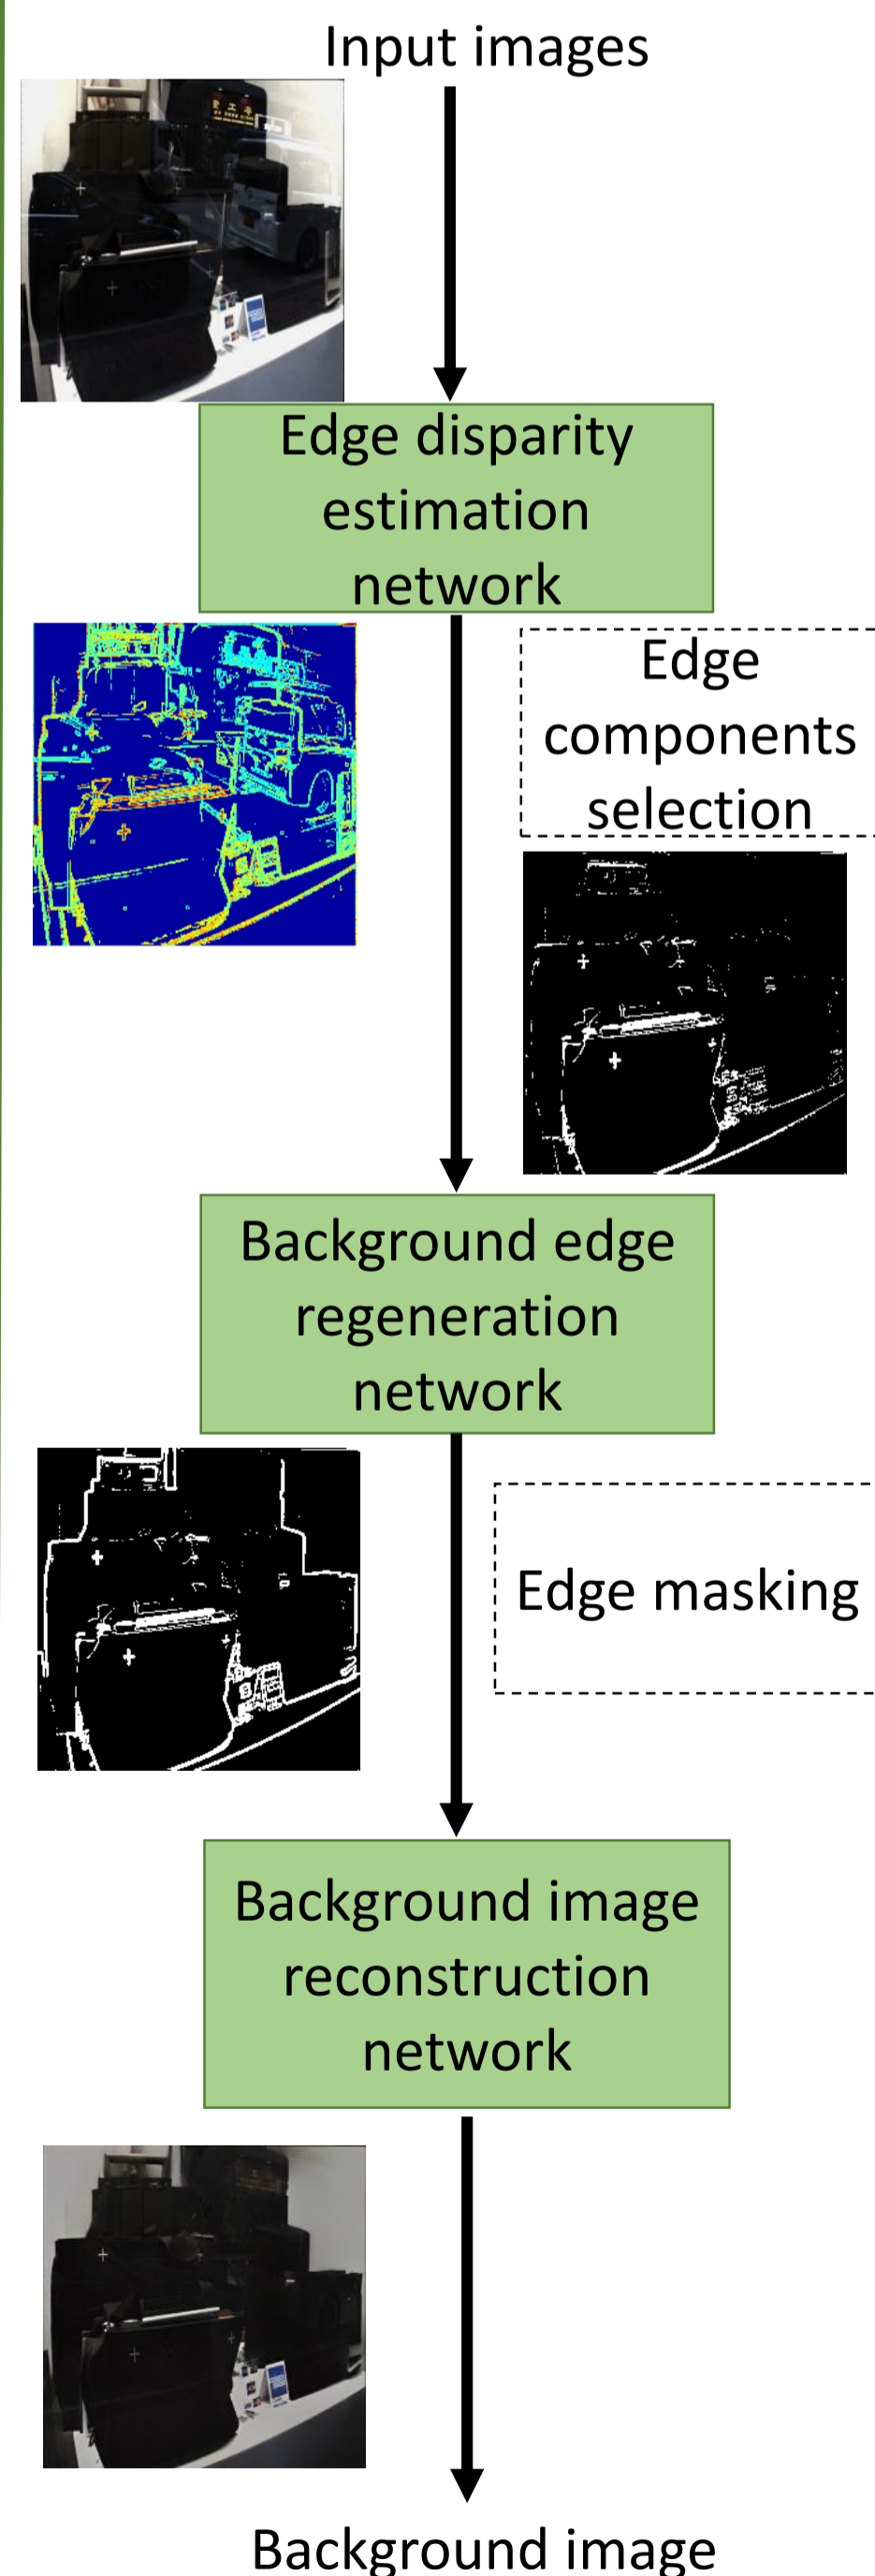 Input images
Edge disparity
estimation
network
Edge
components
selection
Background edge
regeneration
network
Edge masking
Background image
reconstruction
network
Background image